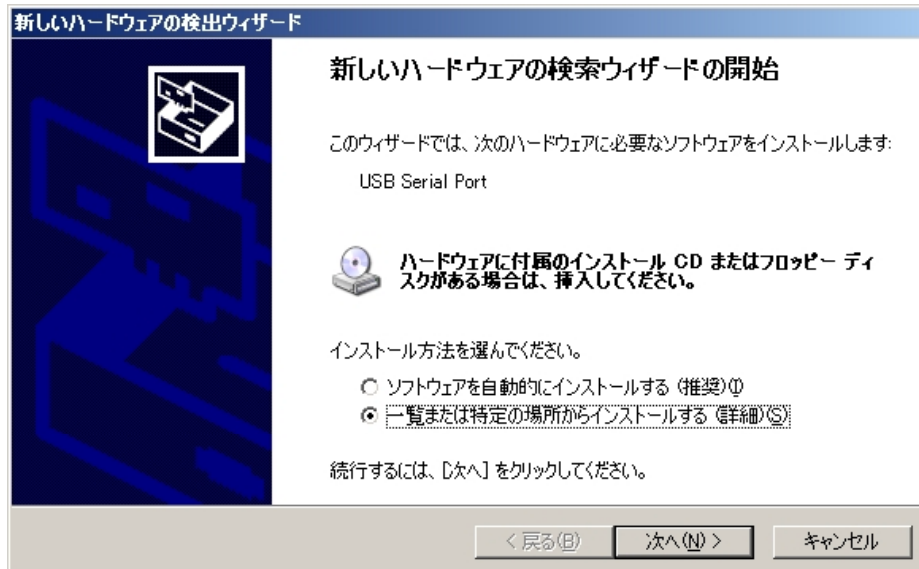 新しいハードウェアの検出ウィザード
新しいハードウェアの検索ウィザードの開始
このウィザードでは、次のハードウェアに必要なソフトウェアをインストールします:
USB Serial Port
ハードウェアに付属のインストール CD またはフロッピー ディ
スクがある場合は、挿入してください。
インストール方法を選んでください。
ソフトウェアを自動的にインストールする (推奨)(I)
一覧または特定の場所からインストールする (詳細)(S)
続行するには、[次へ] をクリックしてください。
< 戻る(B)
次へ(N) >
キャンセル